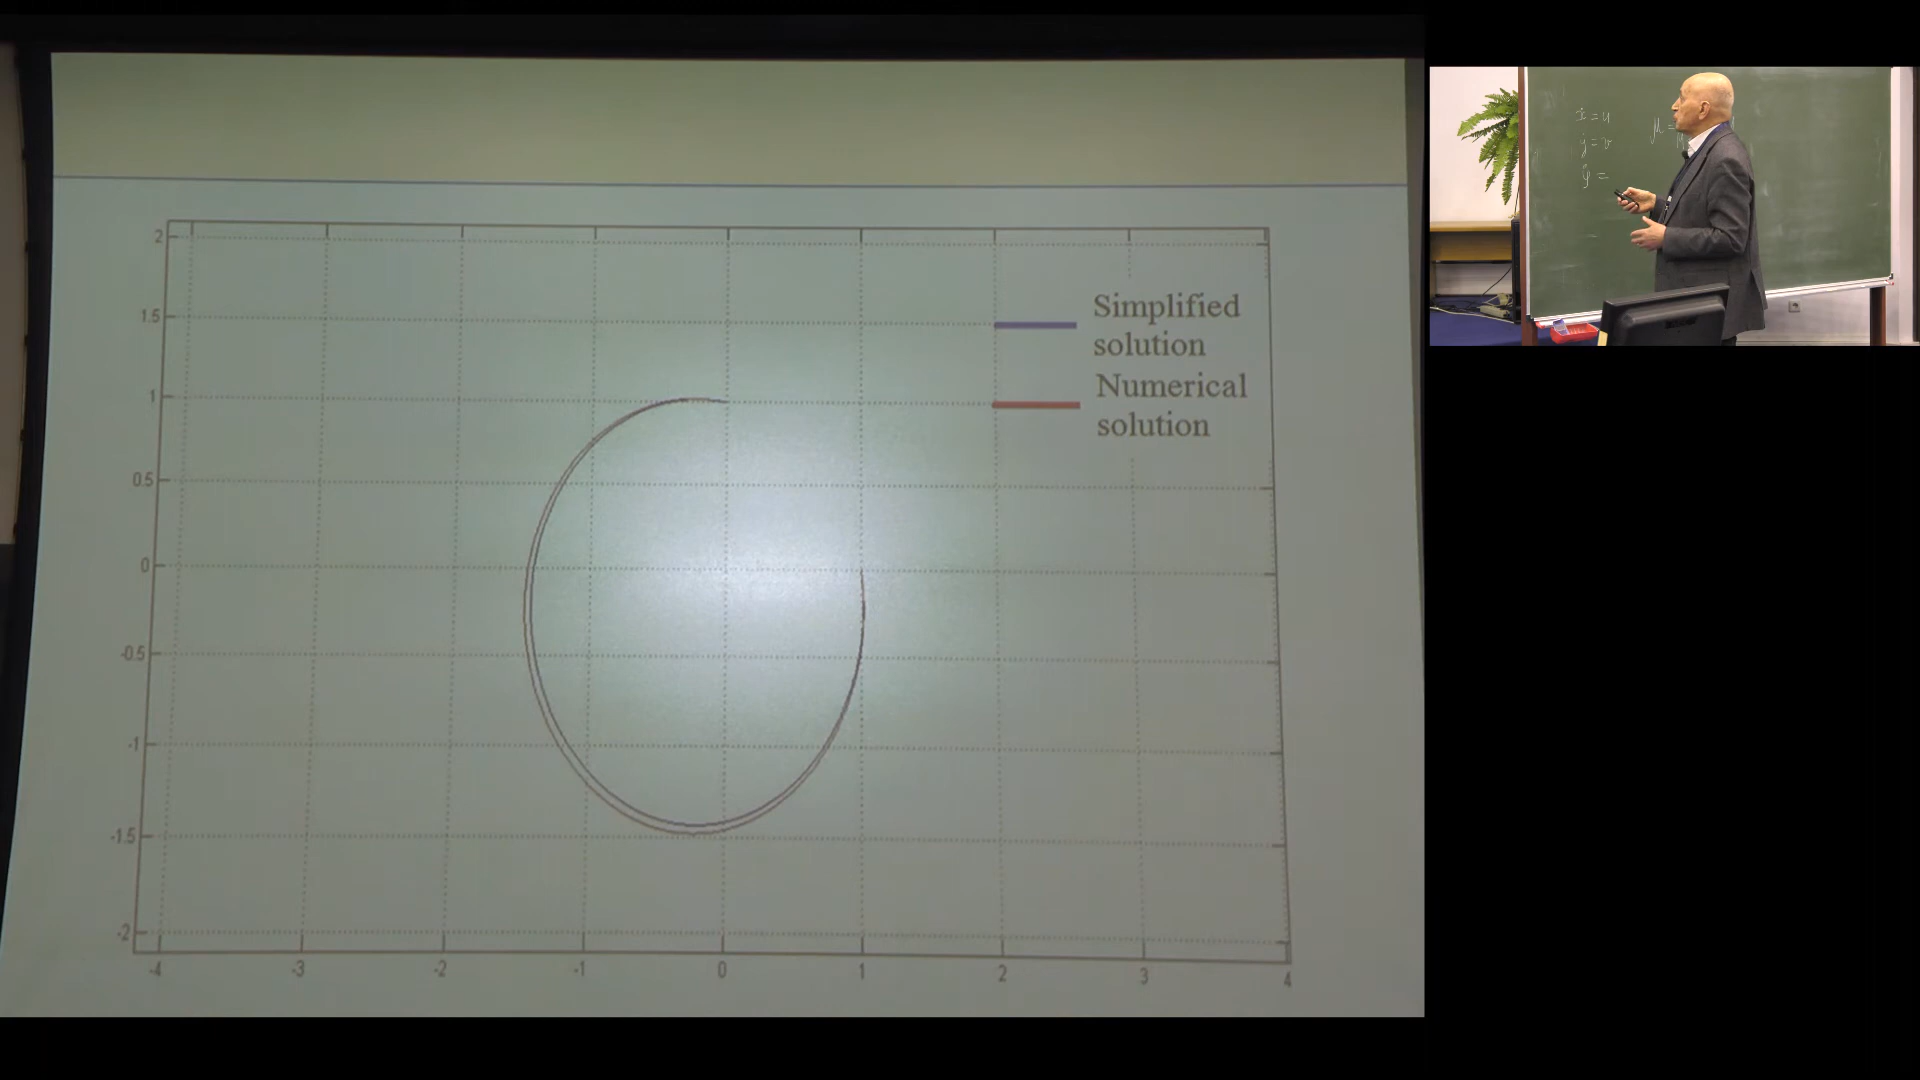 2
1.5
1
0.5
0
-0.5
-1
-1.5
-2
-4 -3 -2 -1 0 1 2 3 4
Simplified
solution
Numerical
solution
ẋ = u
ẏ = v
φ̇ =